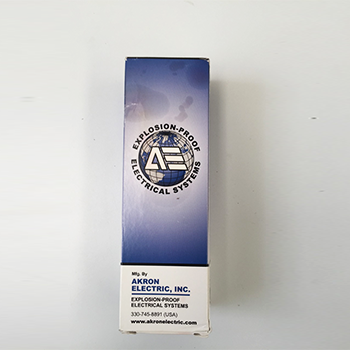 EXPLOSION-PROOF
AE
ELECTRICAL SYSTEMS
Mfg. By
AKRON
ELECTRIC, INC.
EXPLOSION-PROOF
ELECTRICAL SYSTEMS
330-745-8891 (USA)
www.akronelectric.com